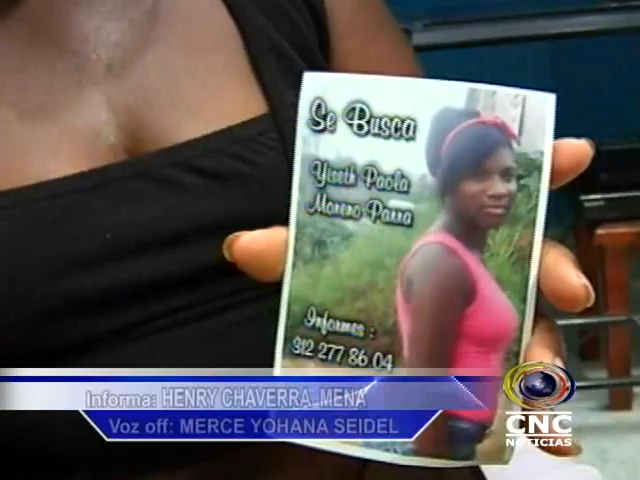 Se Busca
Yiseth Paola
Moreno Parra
Informes :
312 277 86 04
Informa: HENRY CHAVERRA MENA
Voz off: MERCE YOHANA SEIDEL
CNC
NOTICIAS